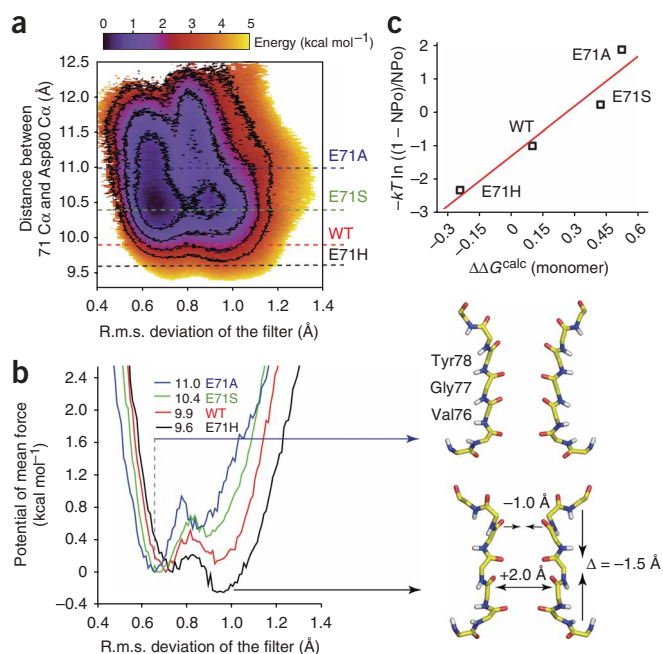 a
0 1 2 3 4 5
Energy (kcal mol⁻¹)
Distance between
71 Cα and Asp80 Cα (Å)
12.5
12.0
11.5
11.0
10.5
10.0
9.5
E71A
E71S
WT
E71H
0.4 0.6 0.8 1.0 1.2 1.4
R.m.s. deviation of the filter (Å)
b
Potential of mean force
(kcal mol⁻¹)
2.4
2.0
1.6
1.2
0.8
0.4
0
−0.4
11.0 E71A
10.4 E71S
9.9 WT
9.6 E71H
0.4 0.6 0.8 1.0 1.2 1.4
R.m.s. deviation of the filter (Å)
c
−kT ln ((1 − NPo)/NPo)
2
1
0
−1
−2
−3
E71A
E71S
WT
E71H
−0.3 −0.15 0 0.15 0.3 0.45 0.6
ΔΔGcalc (monomer)
Tyr78
Gly77
Val76
−1.0 Å
+2.0 Å
Δ = −1.5 Å